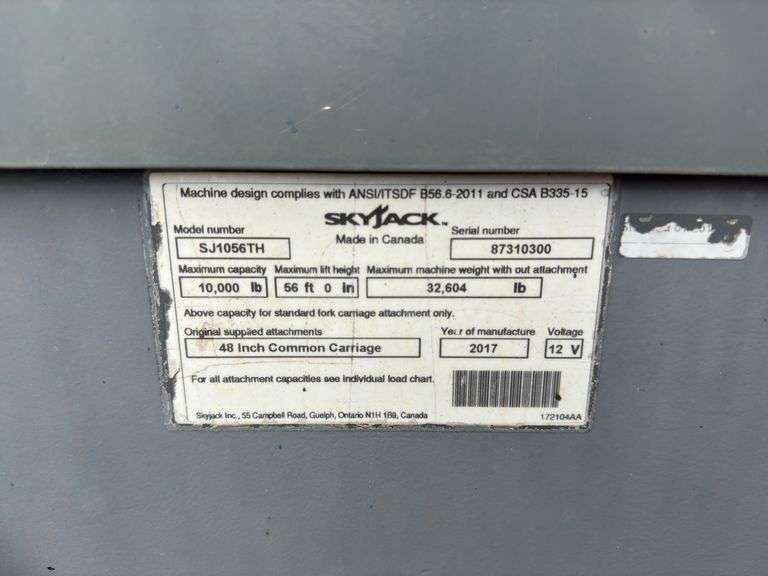 Machine design complies with ANSI/ITSDF B56.6-2011 and CSA B335-15
SKYJACK™
Made in Canada
Model number
SJ1056TH
Serial number
87310300
Maximum capacity Maximum lift height Maximum machine weight with out attachment
10,000 lb 56 ft 0 in 32,604 lb
Above capacity for standard fork carriage attachment only.
Original supplied attachments Year of manufacture Voltage
48 Inch Common Carriage 2017 12 V
For all attachment capacities see individual load chart.
Skyjack Inc., 55 Campbell Road, Guelph, Ontario N1H 1B9, Canada 172104AA